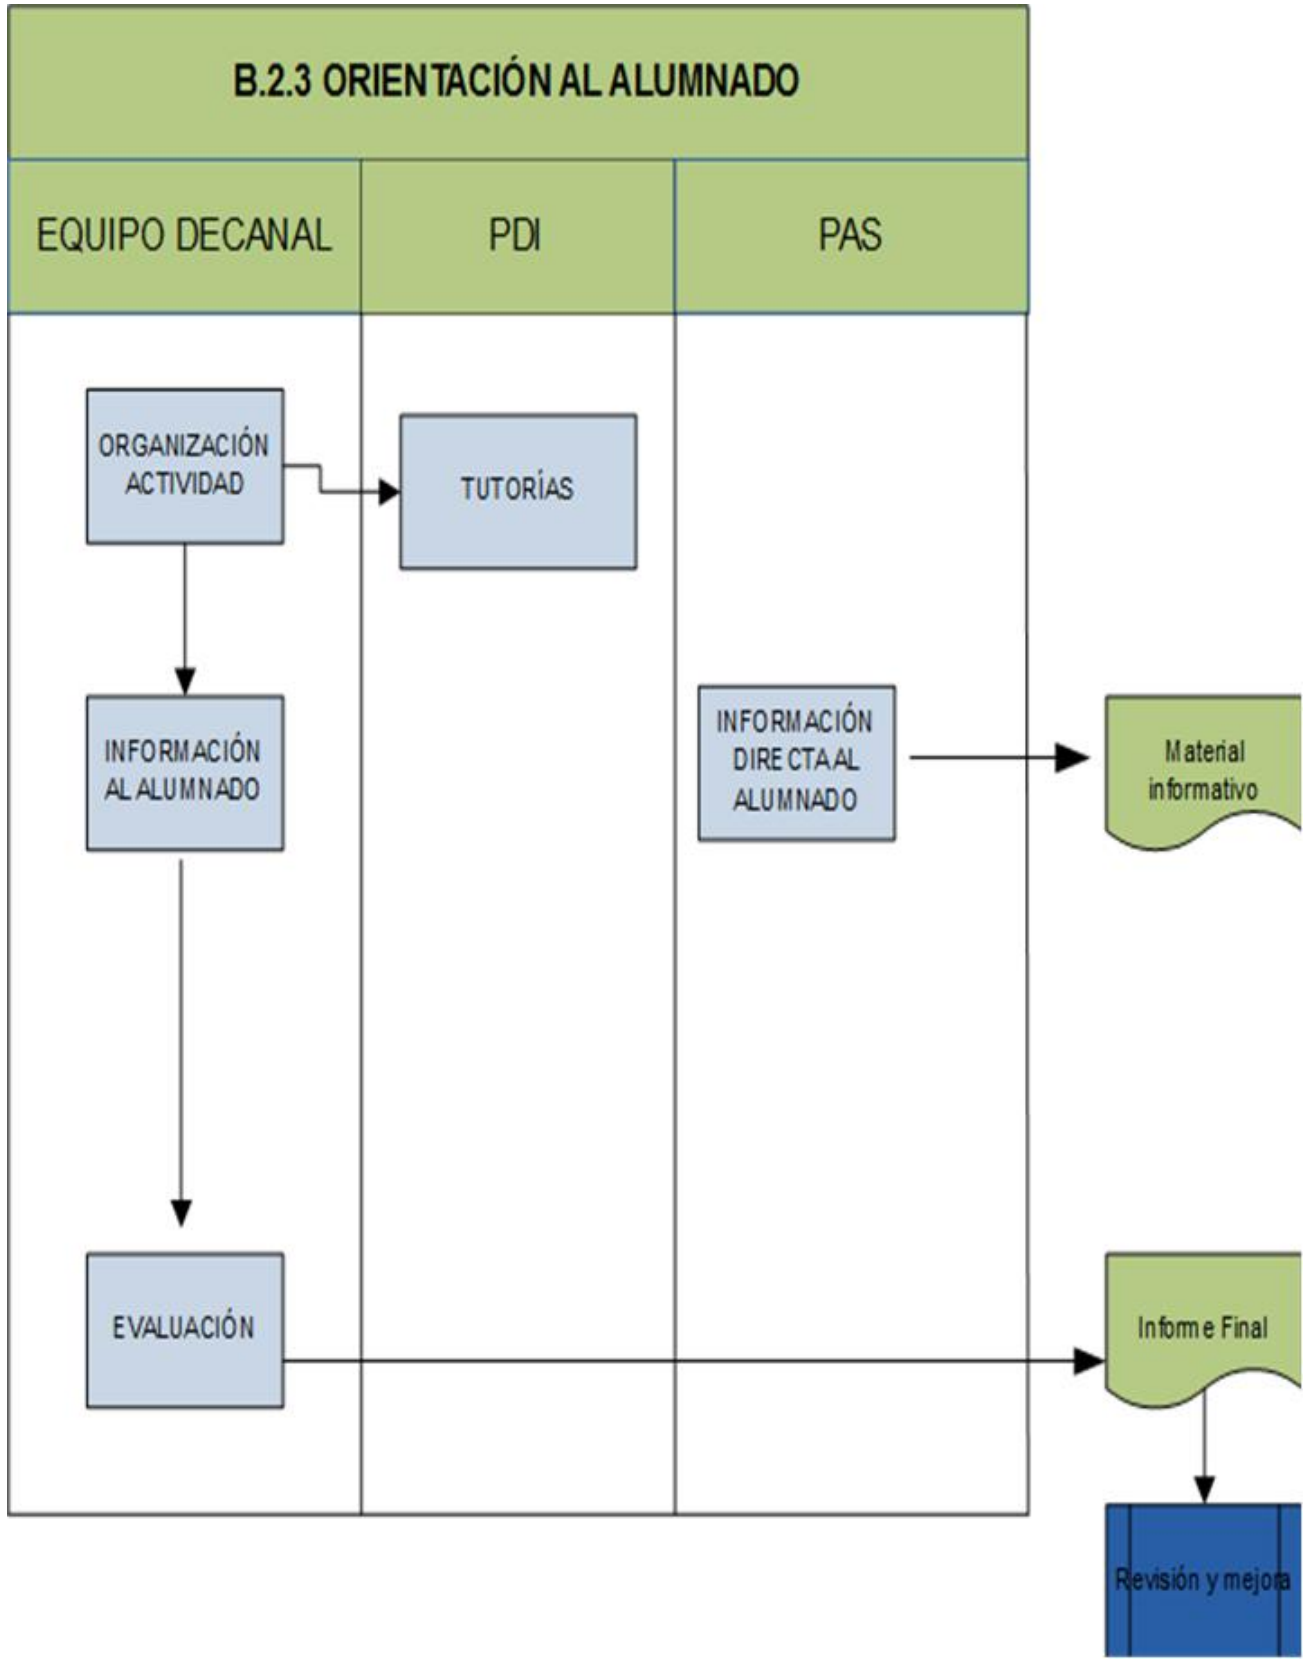 B.2.3 ORIENTACIÓN AL ALUMNADO
EQUIPO DECANAL
PDI
PAS
ORGANIZACIÓN
ACTIVIDAD
TUTORÍAS
INFORMACIÓN
AL ALUMNADO
INFORMACIÓN
DIRECTA AL
ALUMNADO
Material
informativo
EVALUACIÓN
Informe Final
Revisión y mejora